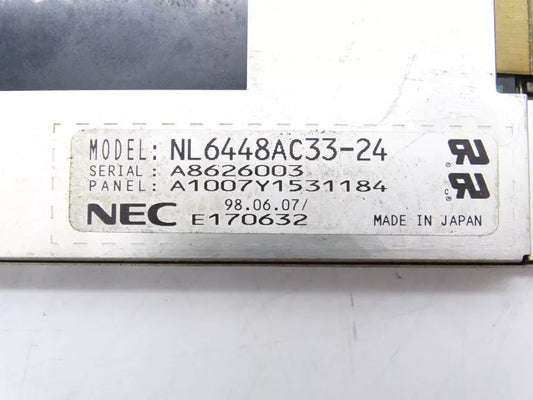 MODEL: NL6448AC33-24
SERIAL: A8626003
PANEL: A1007Y1531184
98.06.07/
NEC E170632 MADE IN JAPAN